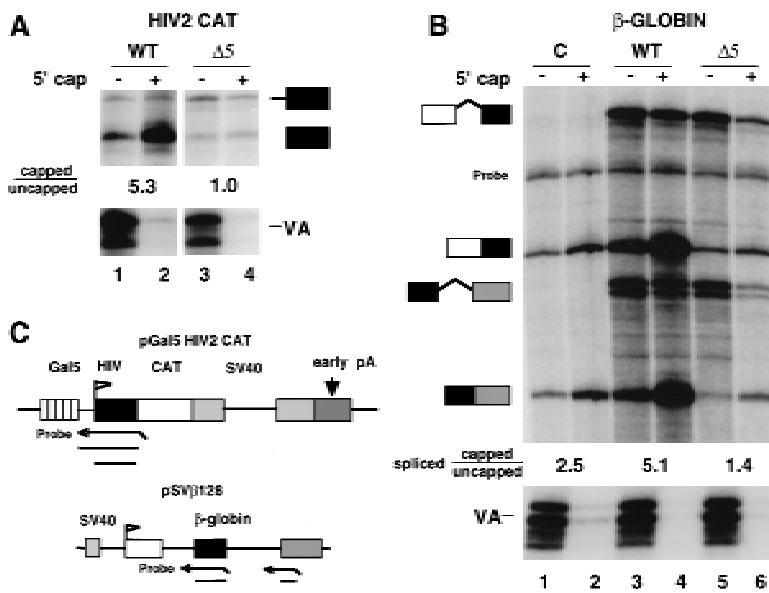 A
HIV2 CAT
WT Δ5
5' cap - + - +
capped
uncapped
5.3 1.0
VA
1 2 3 4
B
β-GLOBIN
C WT Δ5
5' cap - + - + - +
Probe
spliced capped
uncapped
2.5 5.1 1.4
VA
1 2 3 4 5 6
C
pGal5 HIV2 CAT
Gal5 HIV CAT SV40 early pA
Probe
pSVβ128
SV40 β-globin
Probe